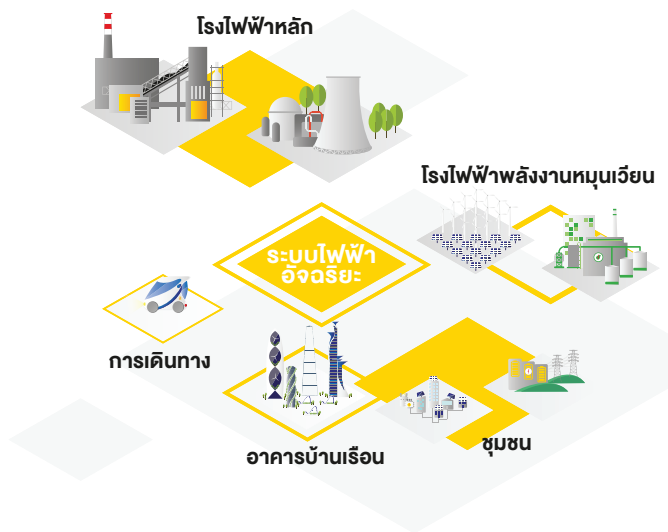 โรงไฟฟ้าหลัก
โรงไฟฟ้าพลังงานหมุนเวียน
ระบบไฟฟ้า
อัจฉริยะ
การเดินทาง
ชุมชน
อาคารบ้านเรือน